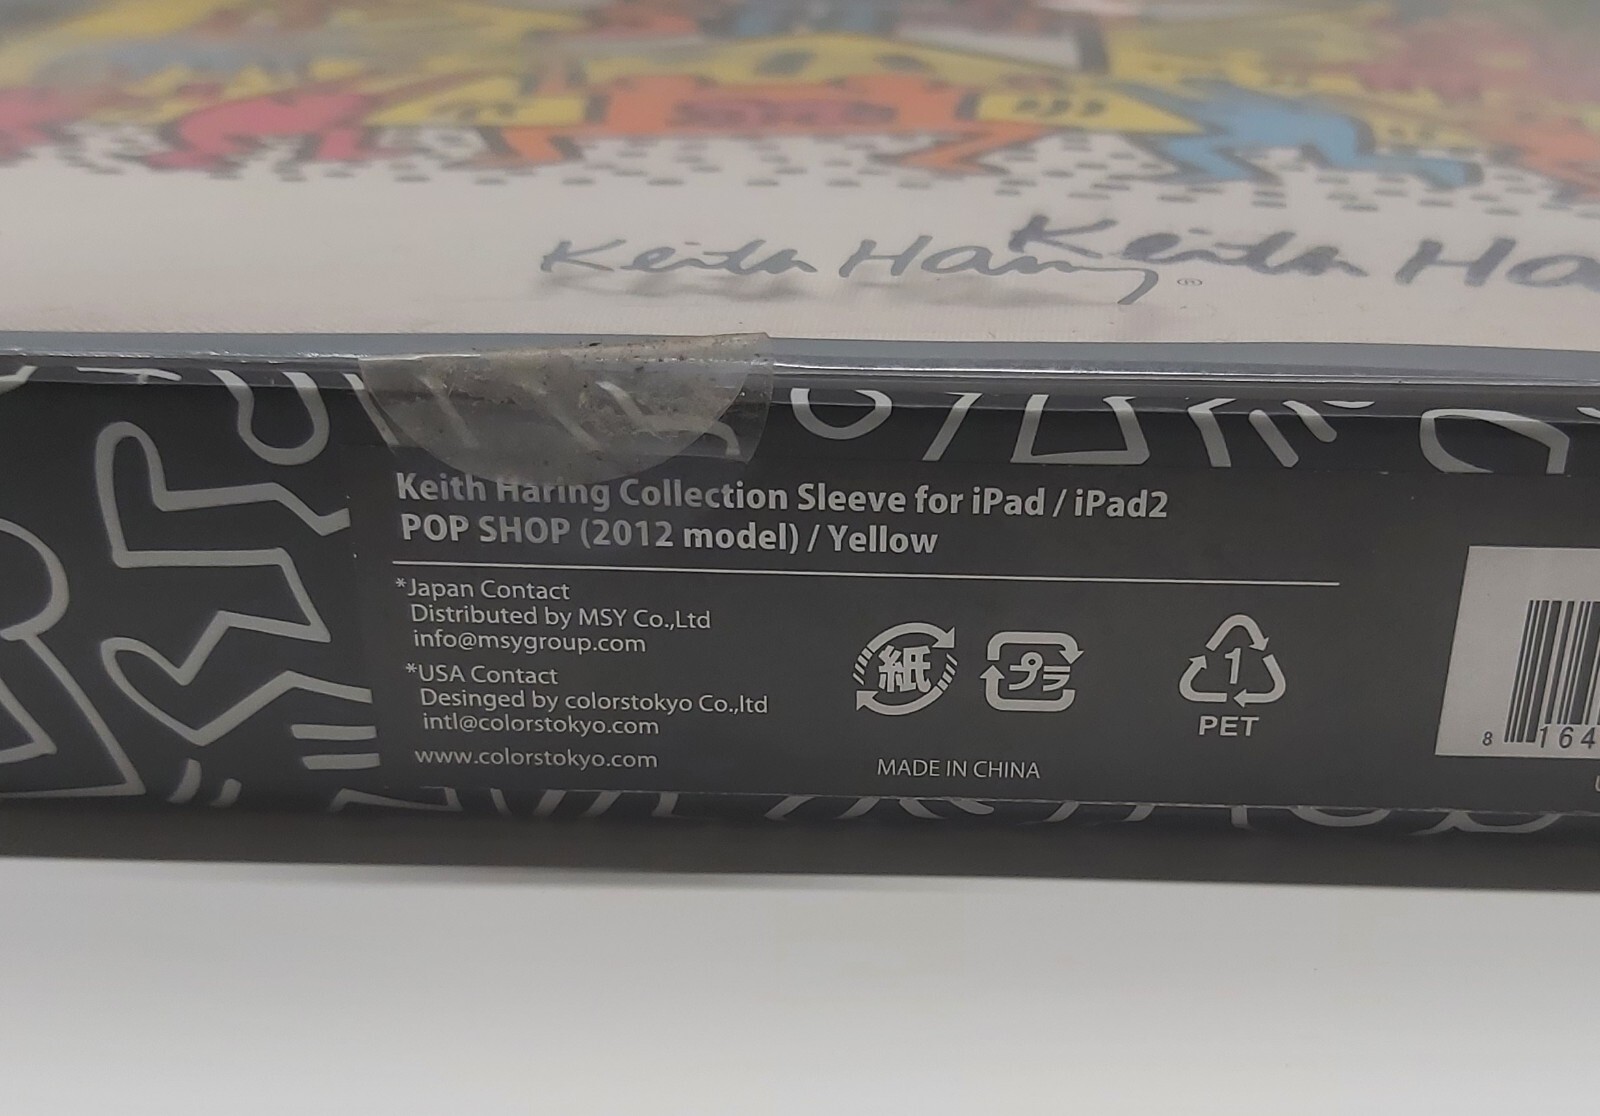 Keith Haring®
Keith Ha
Keith Haring Collection Sleeve for iPad / iPad2
POP SHOP (2012 model) / Yellow
*Japan Contact
Distributed by MSY Co.,Ltd
info@msygroup.com
*USA Contact
Desinged by colorstokyo Co.,ltd
intl@colorstokyo.com
www.colorstokyo.com
紙
プラ
1
PET
MADE IN CHINA
8 164